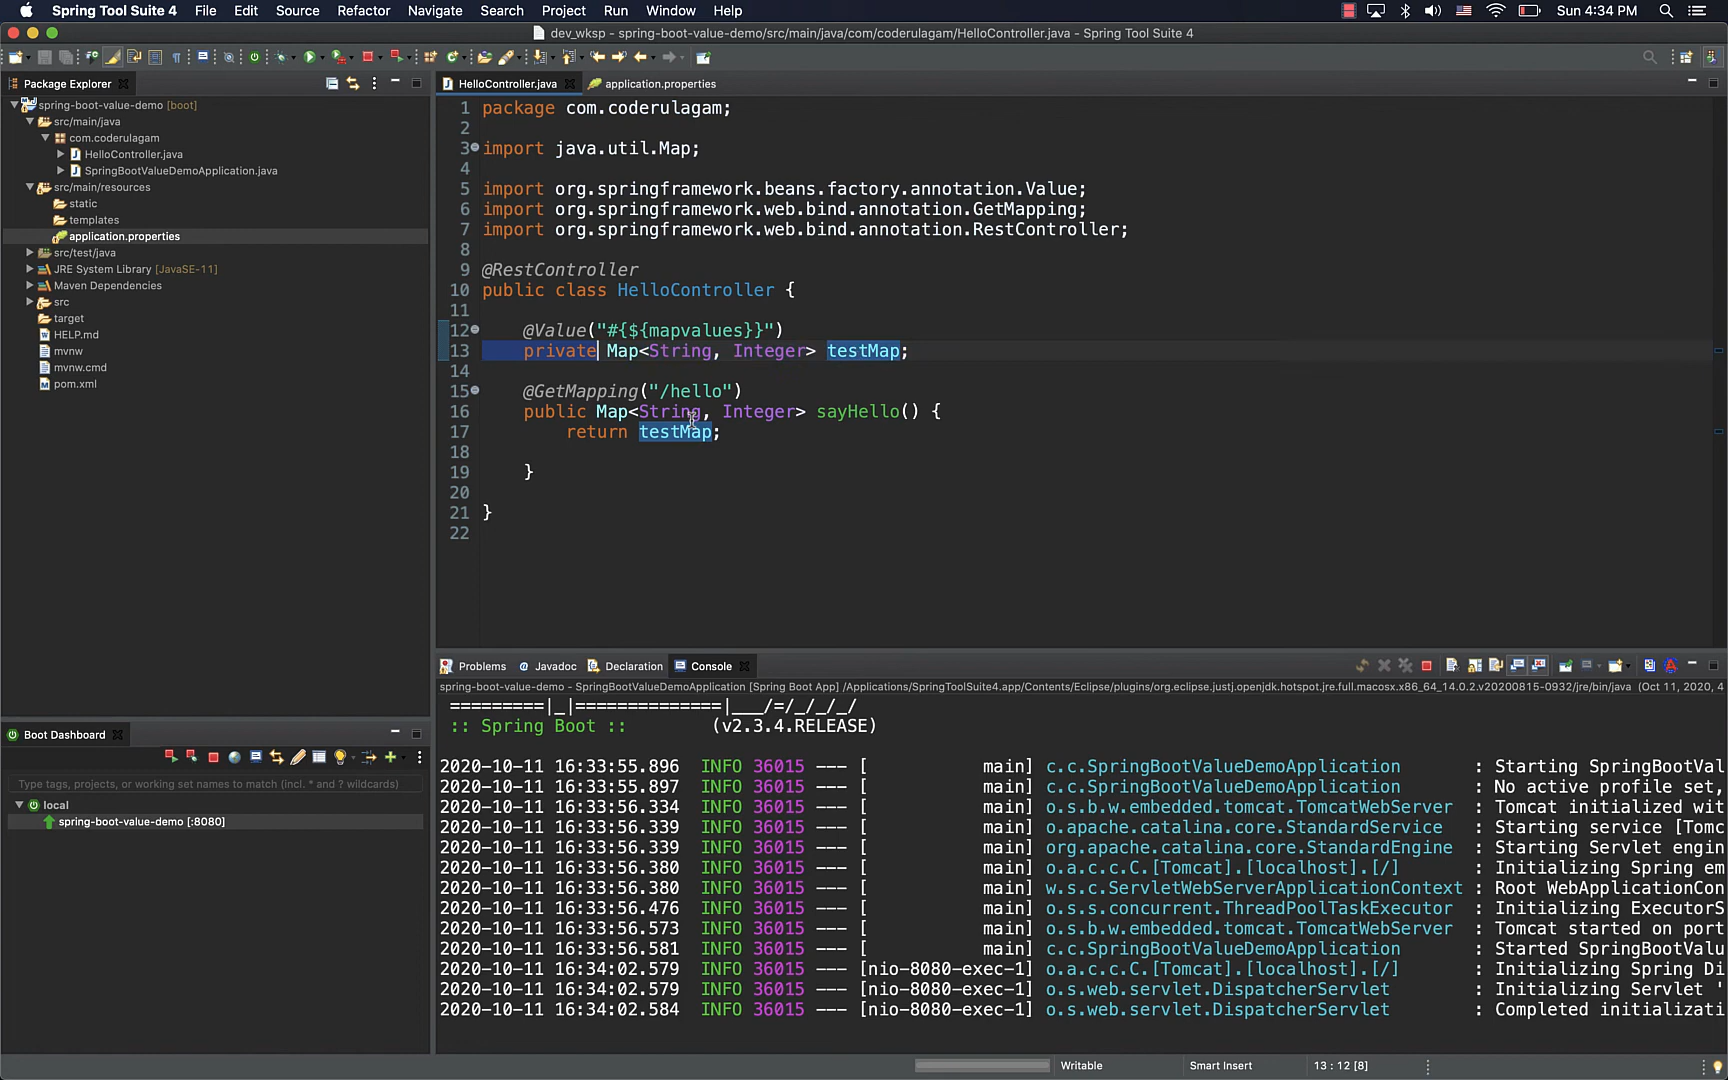 Spring Tool Suite 4 File Edit Source Refactor Navigate Search Project Run Window Help Sun 4:34 PM
dev_wksp - spring-boot-value-demo/src/main/java/com/coderulagam/HelloController.java - Spring Tool Suite 4
Package Explorer
spring-boot-value-demo [boot]
src/main/java
com.coderulagam
HelloController.java
SpringBootValueDemoApplication.java
src/main/resources
static
templates
application.properties
src/test/java
JRE System Library [JavaSE-11]
Maven Dependencies
src
target
HELP.md
mvnw
mvnw.cmd
pom.xml
Boot Dashboard
Type tags, projects, or working set names to match (incl. * and ? wildcards)
local
spring-boot-value-demo [:8080]
HelloController.java application.properties
1 package com.coderulagam;
2
3 import java.util.Map;
4
5 import org.springframework.beans.factory.annotation.Value;
6 import org.springframework.web.bind.annotation.GetMapping;
7 import org.springframework.web.bind.annotation.RestController;
8
9 @RestController
10 public class HelloController {
11
12 @Value("#{${mapvalues}}")
13 private Map<String, Integer> testMap;
14
15 @GetMapping("/hello")
16 public Map<String, Integer> sayHello() {
17 return testMap;
18
19 }
20
21 }
22
Problems Javadoc Declaration Console
spring-boot-value-demo - SpringBootValueDemoApplication [Spring Boot App] /Applications/SpringToolSuite4.app/Contents/Eclipse/plugins/org.eclipse.justj.openjdk.hotspot.jre.full.macosx.x86_64_14.0.2.v20200815-0932/jre/bin/java (Oct 11, 2020, 4
=========|_|==============|___/=/_/_/_/
:: Spring Boot :: (v2.3.4.RELEASE)
2020-10-11 16:33:55.896 INFO 36015 --- [ main] c.c.SpringBootValueDemoApplication : Starting SpringBootVal
2020-10-11 16:33:55.897 INFO 36015 --- [ main] c.c.SpringBootValueDemoApplication : No active profile set,
2020-10-11 16:33:56.334 INFO 36015 --- [ main] o.s.b.w.embedded.tomcat.TomcatWebServer : Tomcat initialized wit
2020-10-11 16:33:56.339 INFO 36015 --- [ main] o.apache.catalina.core.StandardService : Starting service [Tomc
2020-10-11 16:33:56.339 INFO 36015 --- [ main] org.apache.catalina.core.StandardEngine : Starting Servlet engin
2020-10-11 16:33:56.380 INFO 36015 --- [ main] o.a.c.c.C.[Tomcat].[localhost].[/] : Initializing Spring em
2020-10-11 16:33:56.380 INFO 36015 --- [ main] w.s.c.ServletWebServerApplicationContext : Root WebApplicationCon
2020-10-11 16:33:56.476 INFO 36015 --- [ main] o.s.s.concurrent.ThreadPoolTaskExecutor : Initializing ExecutorS
2020-10-11 16:33:56.573 INFO 36015 --- [ main] o.s.b.w.embedded.tomcat.TomcatWebServer : Tomcat started on port
2020-10-11 16:33:56.581 INFO 36015 --- [ main] c.c.SpringBootValueDemoApplication : Started SpringBootValu
2020-10-11 16:34:02.579 INFO 36015 --- [nio-8080-exec-1] o.a.c.c.C.[Tomcat].[localhost].[/] : Initializing Spring Di
2020-10-11 16:34:02.579 INFO 36015 --- [nio-8080-exec-1] o.s.web.servlet.DispatcherServlet : Initializing Servlet '
2020-10-11 16:34:02.584 INFO 36015 --- [nio-8080-exec-1] o.s.web.servlet.DispatcherServlet : Completed initializati
Writable Smart Insert 13 : 12 [8]